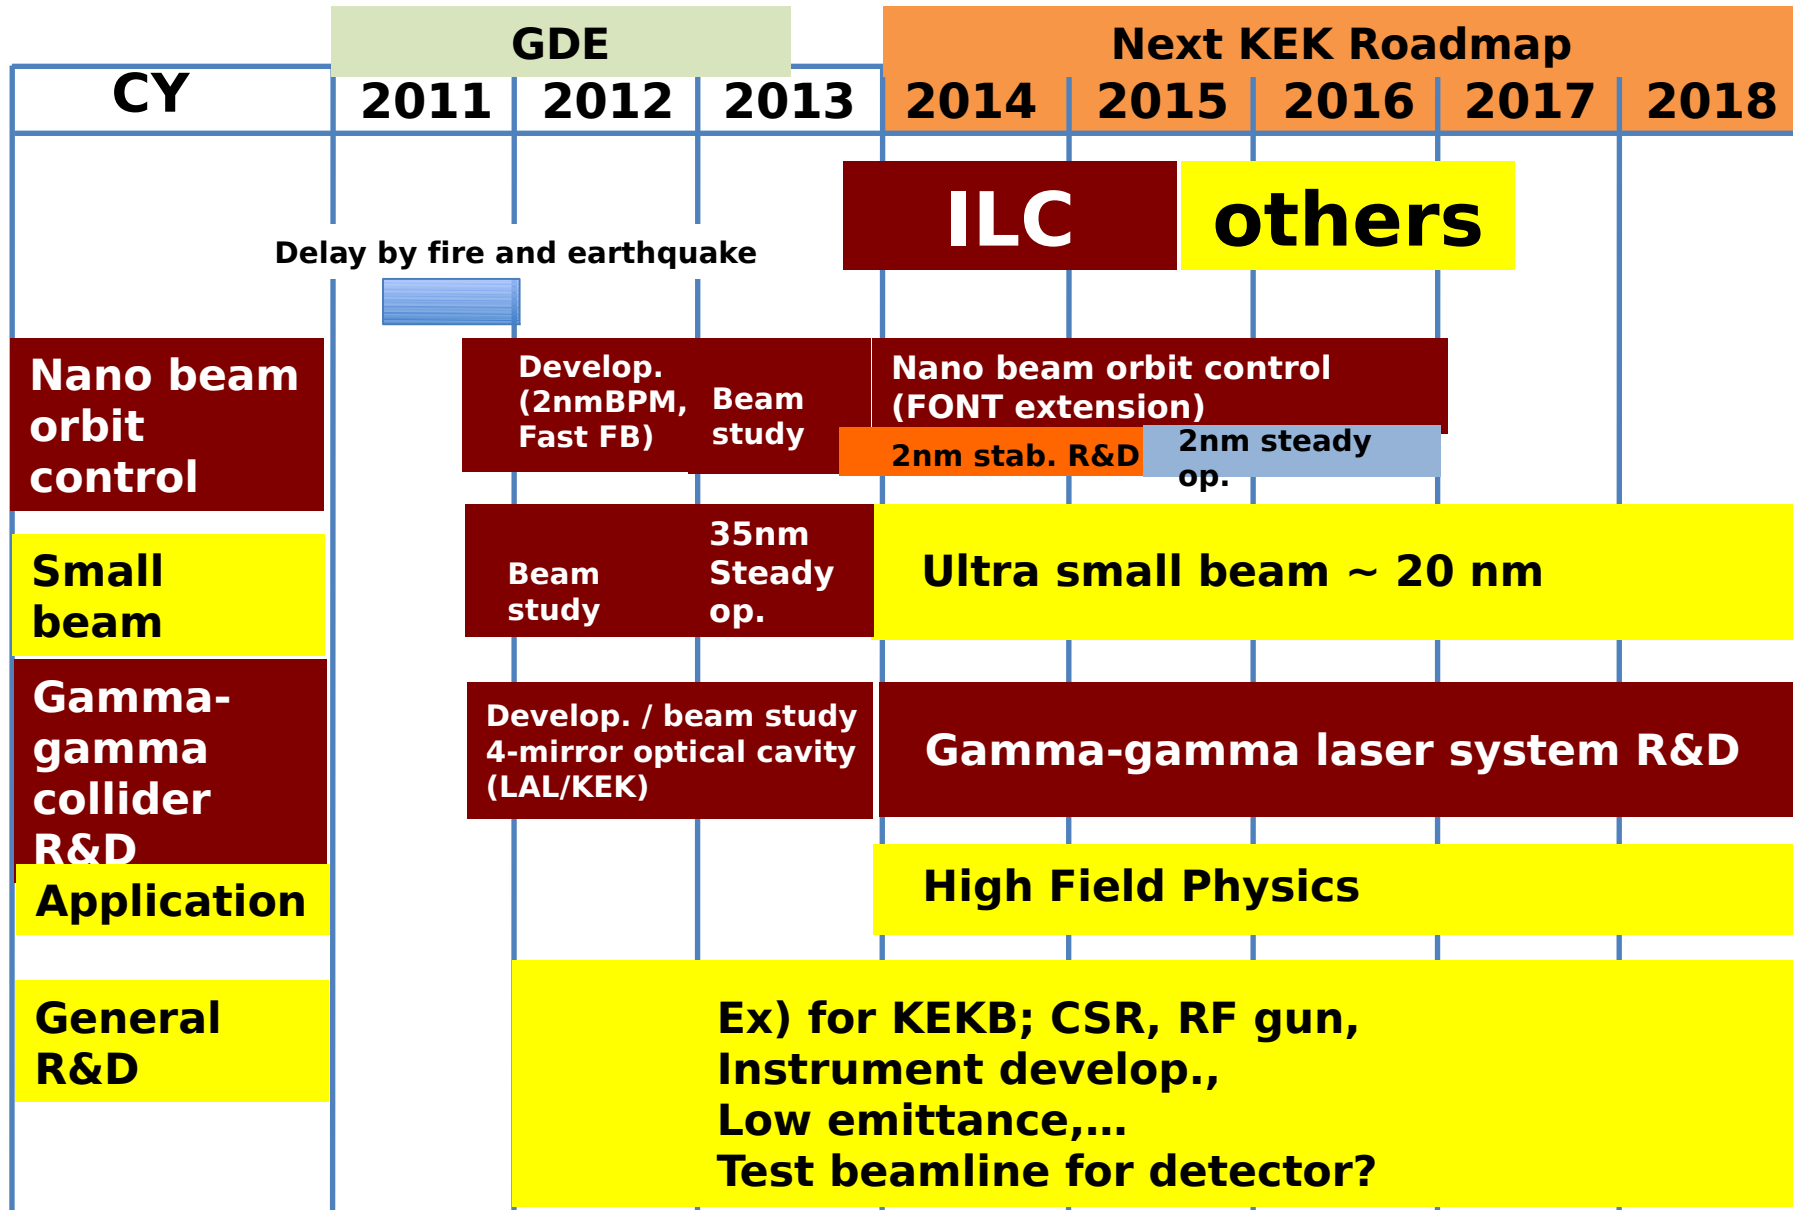 GDE
Next KEK Roadmap
CY
2011
2012
2013
2014
2015
2016
2017
2018
ILC
others
Delay by fire and earthquake
Nano beam
orbit
control
Develop.
(2nmBPM,
Fast FB)
Beam
study
Nano beam orbit control
(FONT extension)
2nm stab. R&D
2nm steady
op.
Small
beam
Beam
study
35nm
Steady
op.
Ultra small beam ~ 20 nm
Gamma-
gamma
collider
R&D
Develop. / beam study
4-mirror optical cavity
(LAL/KEK)
Gamma-gamma laser system R&D
Application
High Field Physics
General
R&D
Ex) for KEKB; CSR, RF gun,
Instrument develop.,
Low emittance,…
Test beamline for detector?